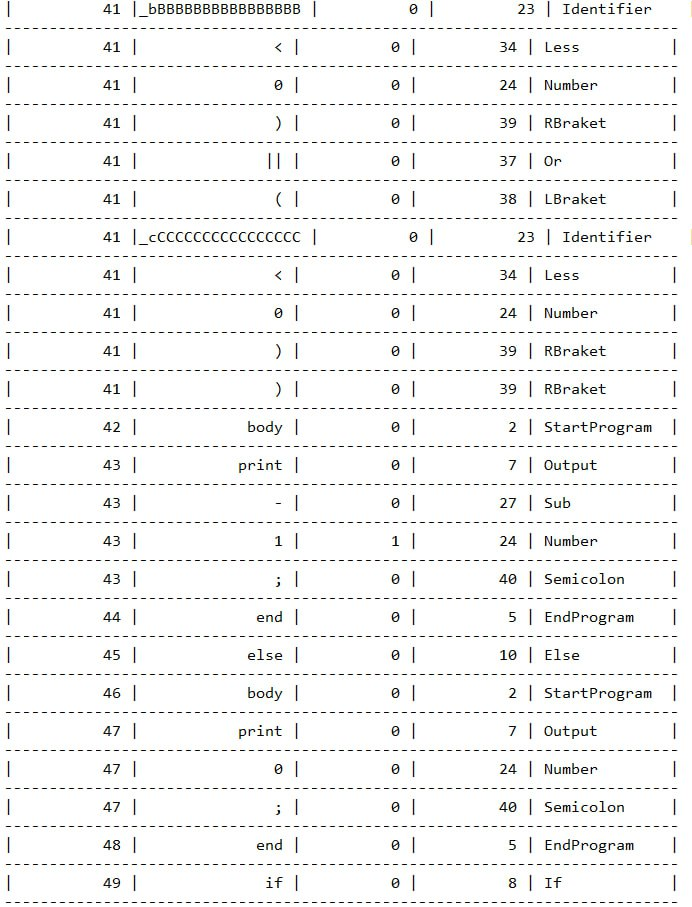 | 41 |_bBBBBBBBBBBBBBBBB | 0 | 23 | Identifier |
| 41 | < | 0 | 34 | Less |
| 41 | 0 | 0 | 24 | Number |
| 41 | ) | 0 | 39 | RBraket |
| 41 | || | 0 | 37 | Or |
| 41 | ( | 0 | 38 | LBraket |
| 41 |_cCCCCCCCCCCCCCCCC | 0 | 23 | Identifier |
| 41 | < | 0 | 34 | Less |
| 41 | 0 | 0 | 24 | Number |
| 41 | ) | 0 | 39 | RBraket |
| 41 | ) | 0 | 39 | RBraket |
| 42 | body | 0 | 2 | StartProgram |
| 43 | print | 0 | 7 | Output |
| 43 | - | 0 | 27 | Sub |
| 43 | 1 | 1 | 24 | Number |
| 43 | ; | 0 | 40 | Semicolon |
| 44 | end | 0 | 5 | EndProgram |
| 45 | else | 0 | 10 | Else |
| 46 | body | 0 | 2 | StartProgram |
| 47 | print | 0 | 7 | Output |
| 47 | 0 | 0 | 24 | Number |
| 47 | ; | 0 | 40 | Semicolon |
| 48 | end | 0 | 5 | EndProgram |
| 49 | if | 0 | 8 | If |